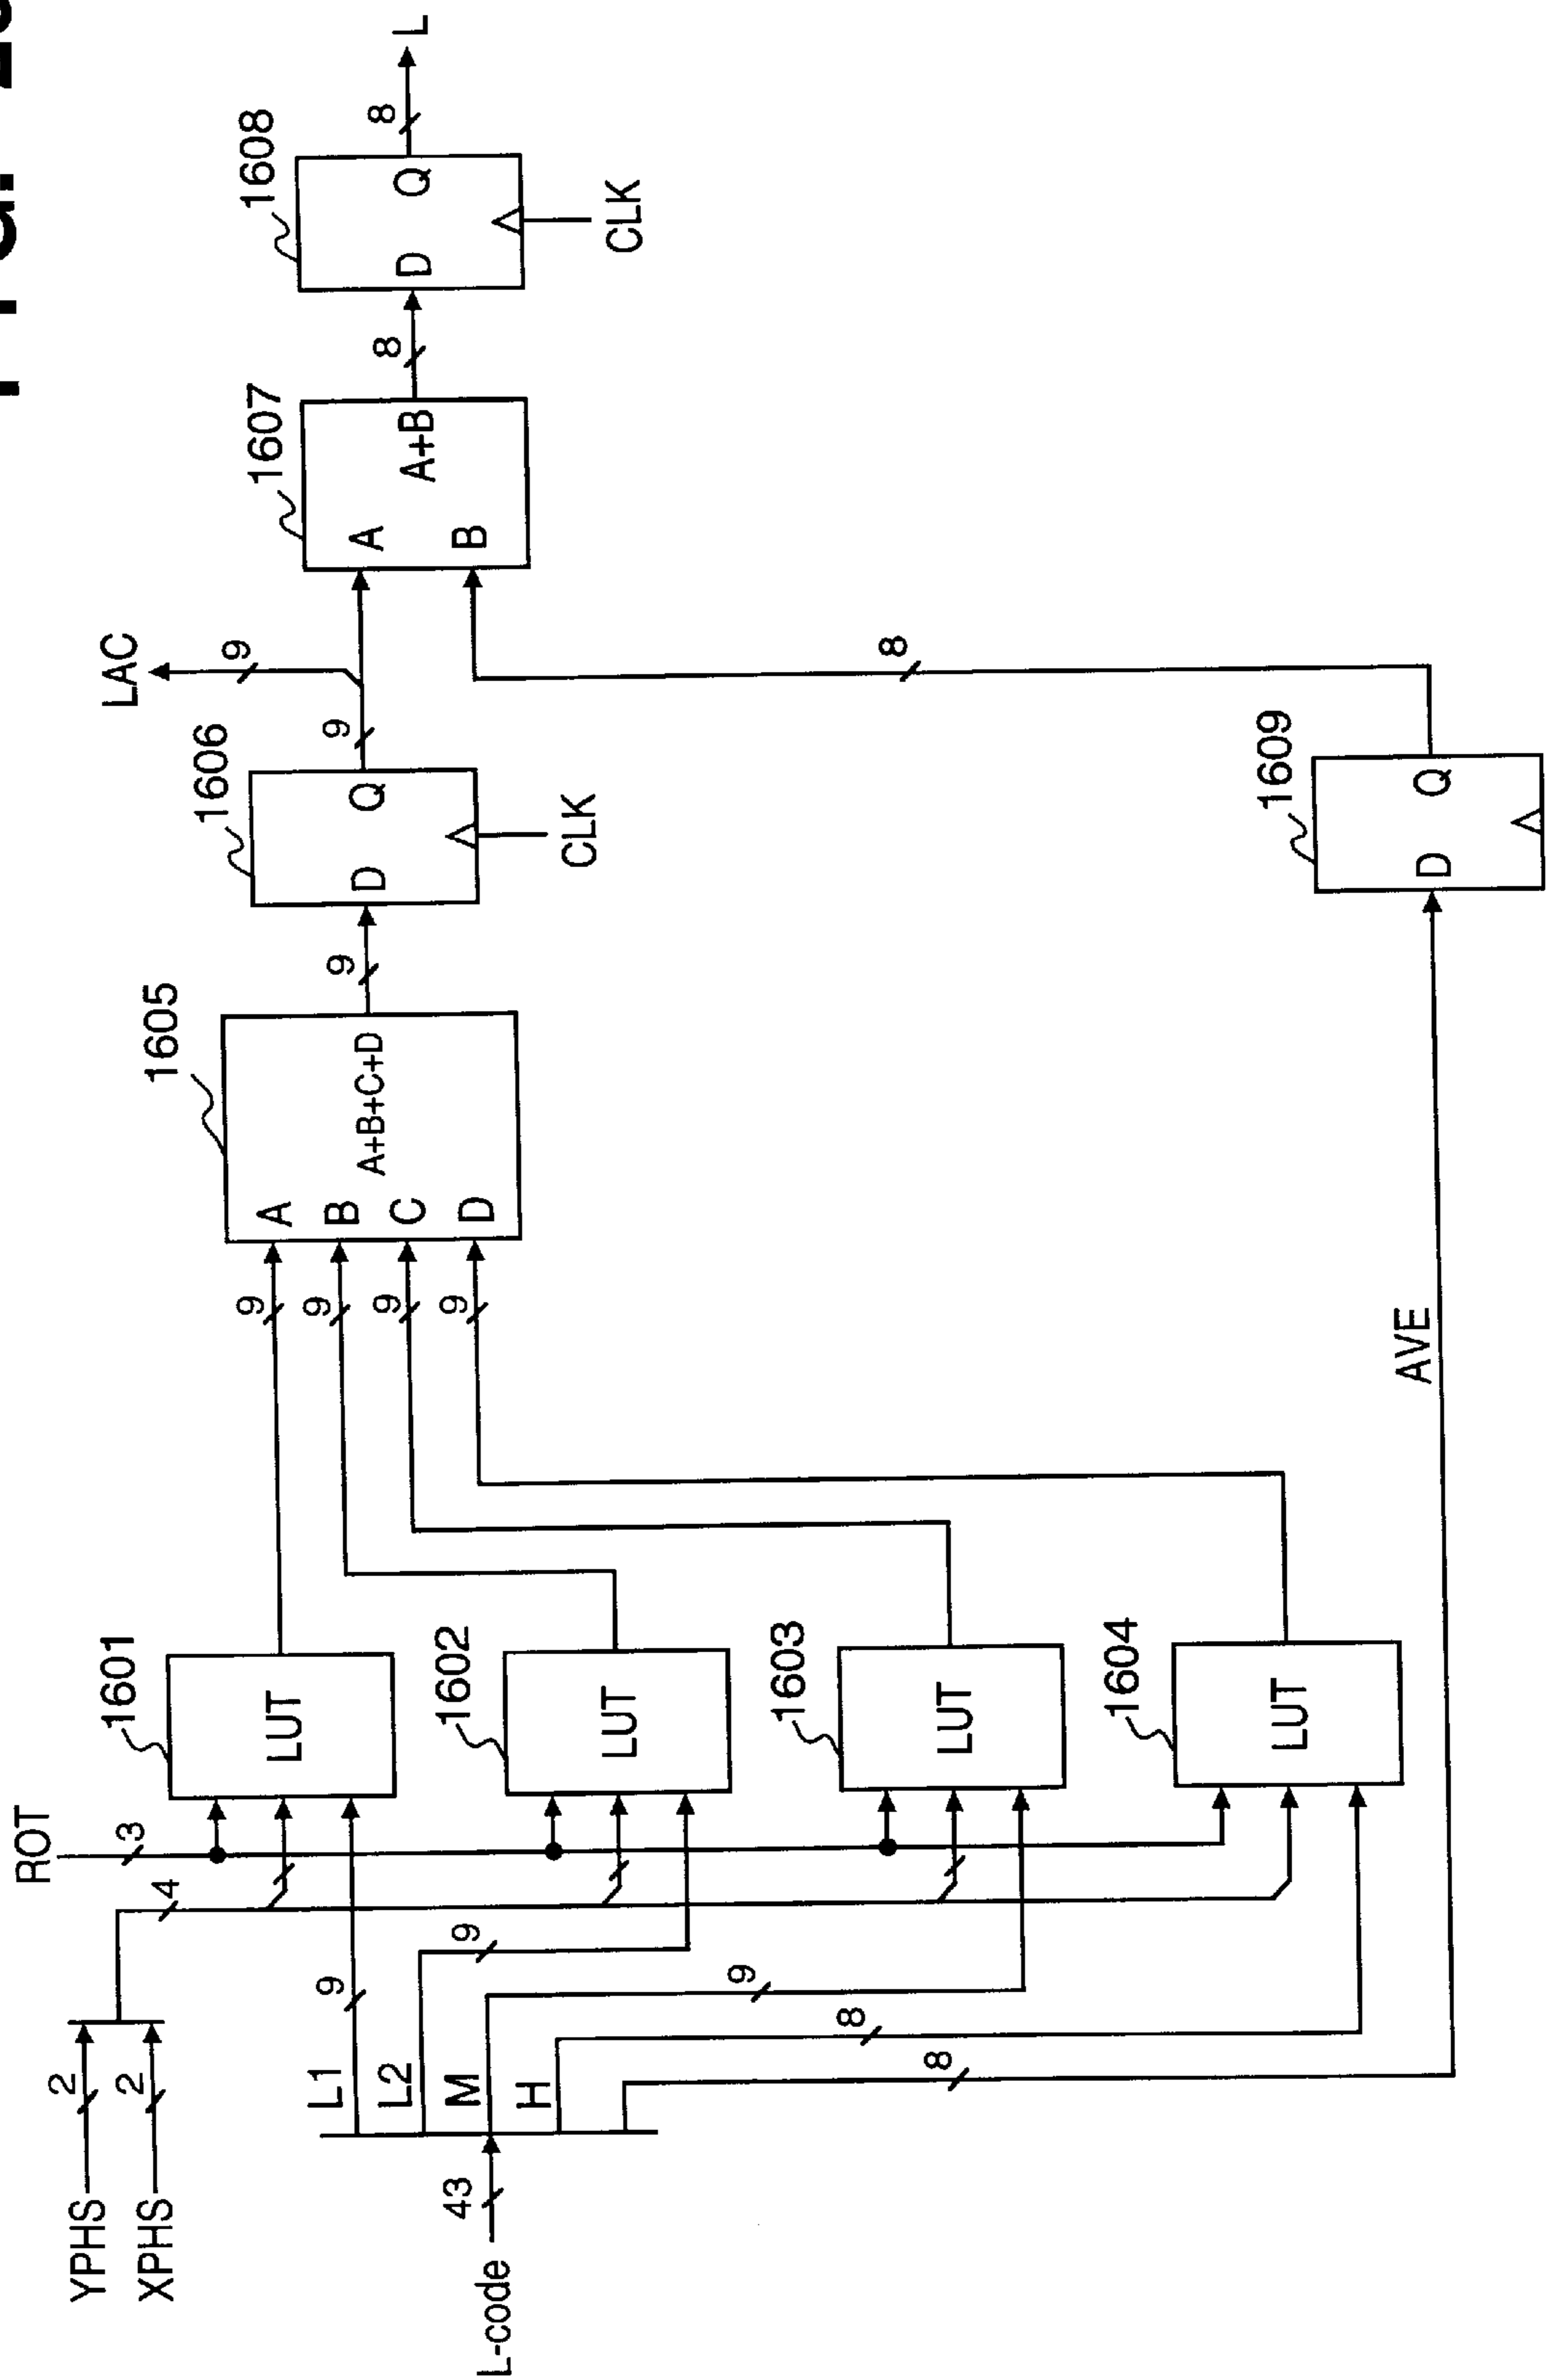 FIG.
ROT
3
YPHS
2
XPHS
2
4
L-code
43
L1
9
L2
9
M
9
H
8
8
1601
LUT
1602
LUT
1603
LUT
1604
LUT
AVE
9
9
9
9
1605
A
B
C
D
A+B+C+D
9
1606
D
Q
CLK
9
LAC
9
1609
D
Q
8
1607
A
B
A+B
8
1608
D
Q
CLK
8
L